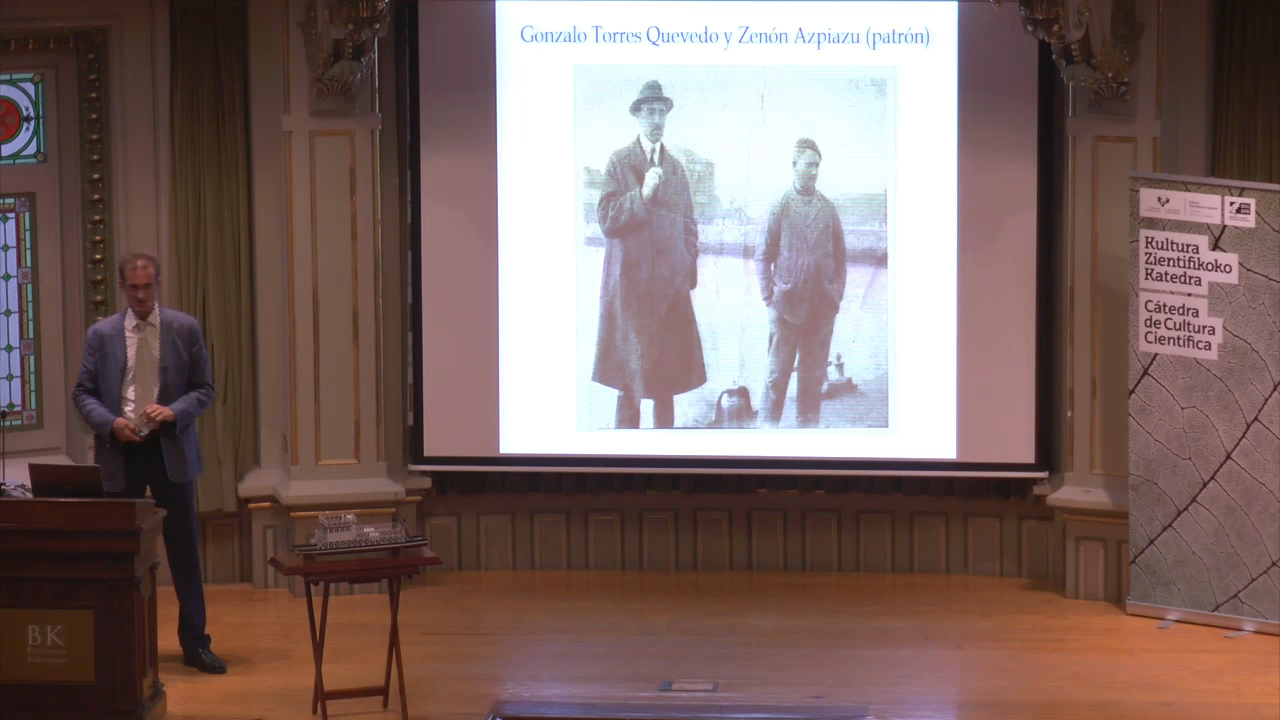 Gonzalo Torres Quevedo y Zenón Azpiazu (patrón)
Kultura
Zientifikoko
Katedra
Cátedra
de Cultura
Científica
BK